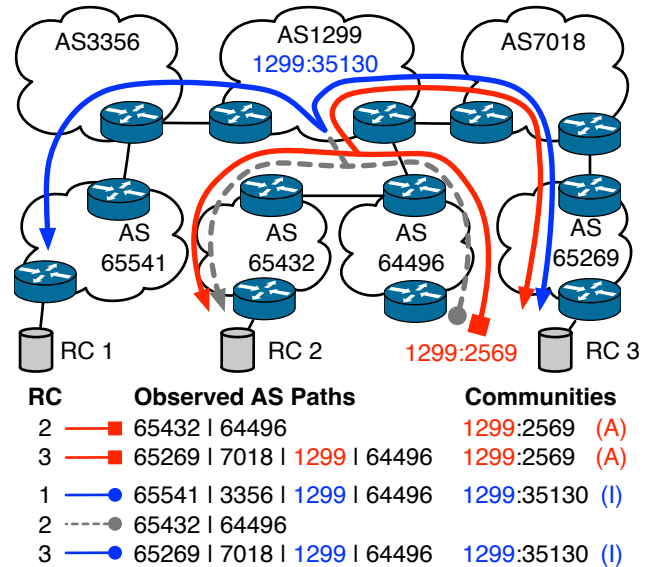 AS3356
AS1299
AS7018
1299:35130
AS
65541
AS
65432
AS
64496
AS
65269
RC 1
RC 2
1299:2569
RC 3
RC Observed AS Paths Communities
2 65432 | 64496 1299:2569 (A)
3 65269 | 7018 | 1299 | 64496 1299:2569 (A)
1 65541 | 3356 | 1299 | 64496 1299:35130 (I)
2 65432 | 64496
3 65269 | 7018 | 1299 | 64496 1299:35130 (I)